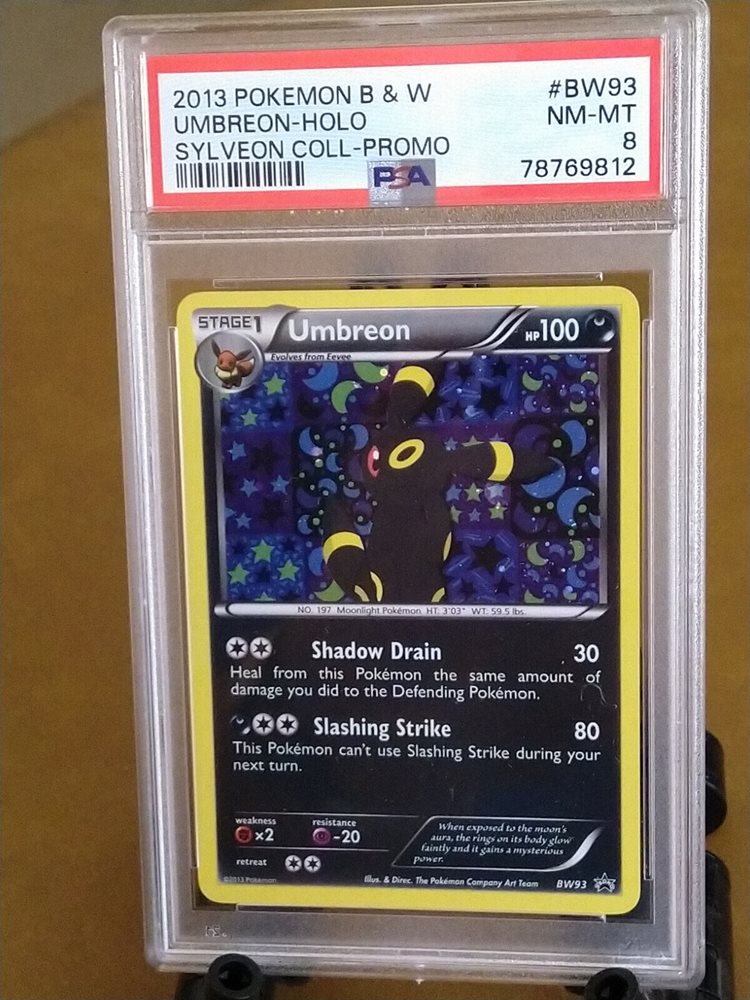 2013 POKEMON B & W #BW93
UMBREON-HOLO NM-MT
SYLVEON COLL-PROMO 8
PSA 78769812
STAGE1 Umbreon HP100
Evolves from Eevee
NO. 197 Moonlight Pokémon HT: 3'03" WT: 59.5 lbs.
Shadow Drain 30
Heal from this Pokémon the same amount of
damage you did to the Defending Pokémon.
Slashing Strike 80
This Pokémon can't use Slashing Strike during your
next turn.
weakness resistance
×2 -20
retreat
When exposed to the moon's
aura, the rings on its body glow
faintly and it gains a mysterious
power.
©2013 Pokémon Illus. & Direc. The Pokémon Company Art Team BW93